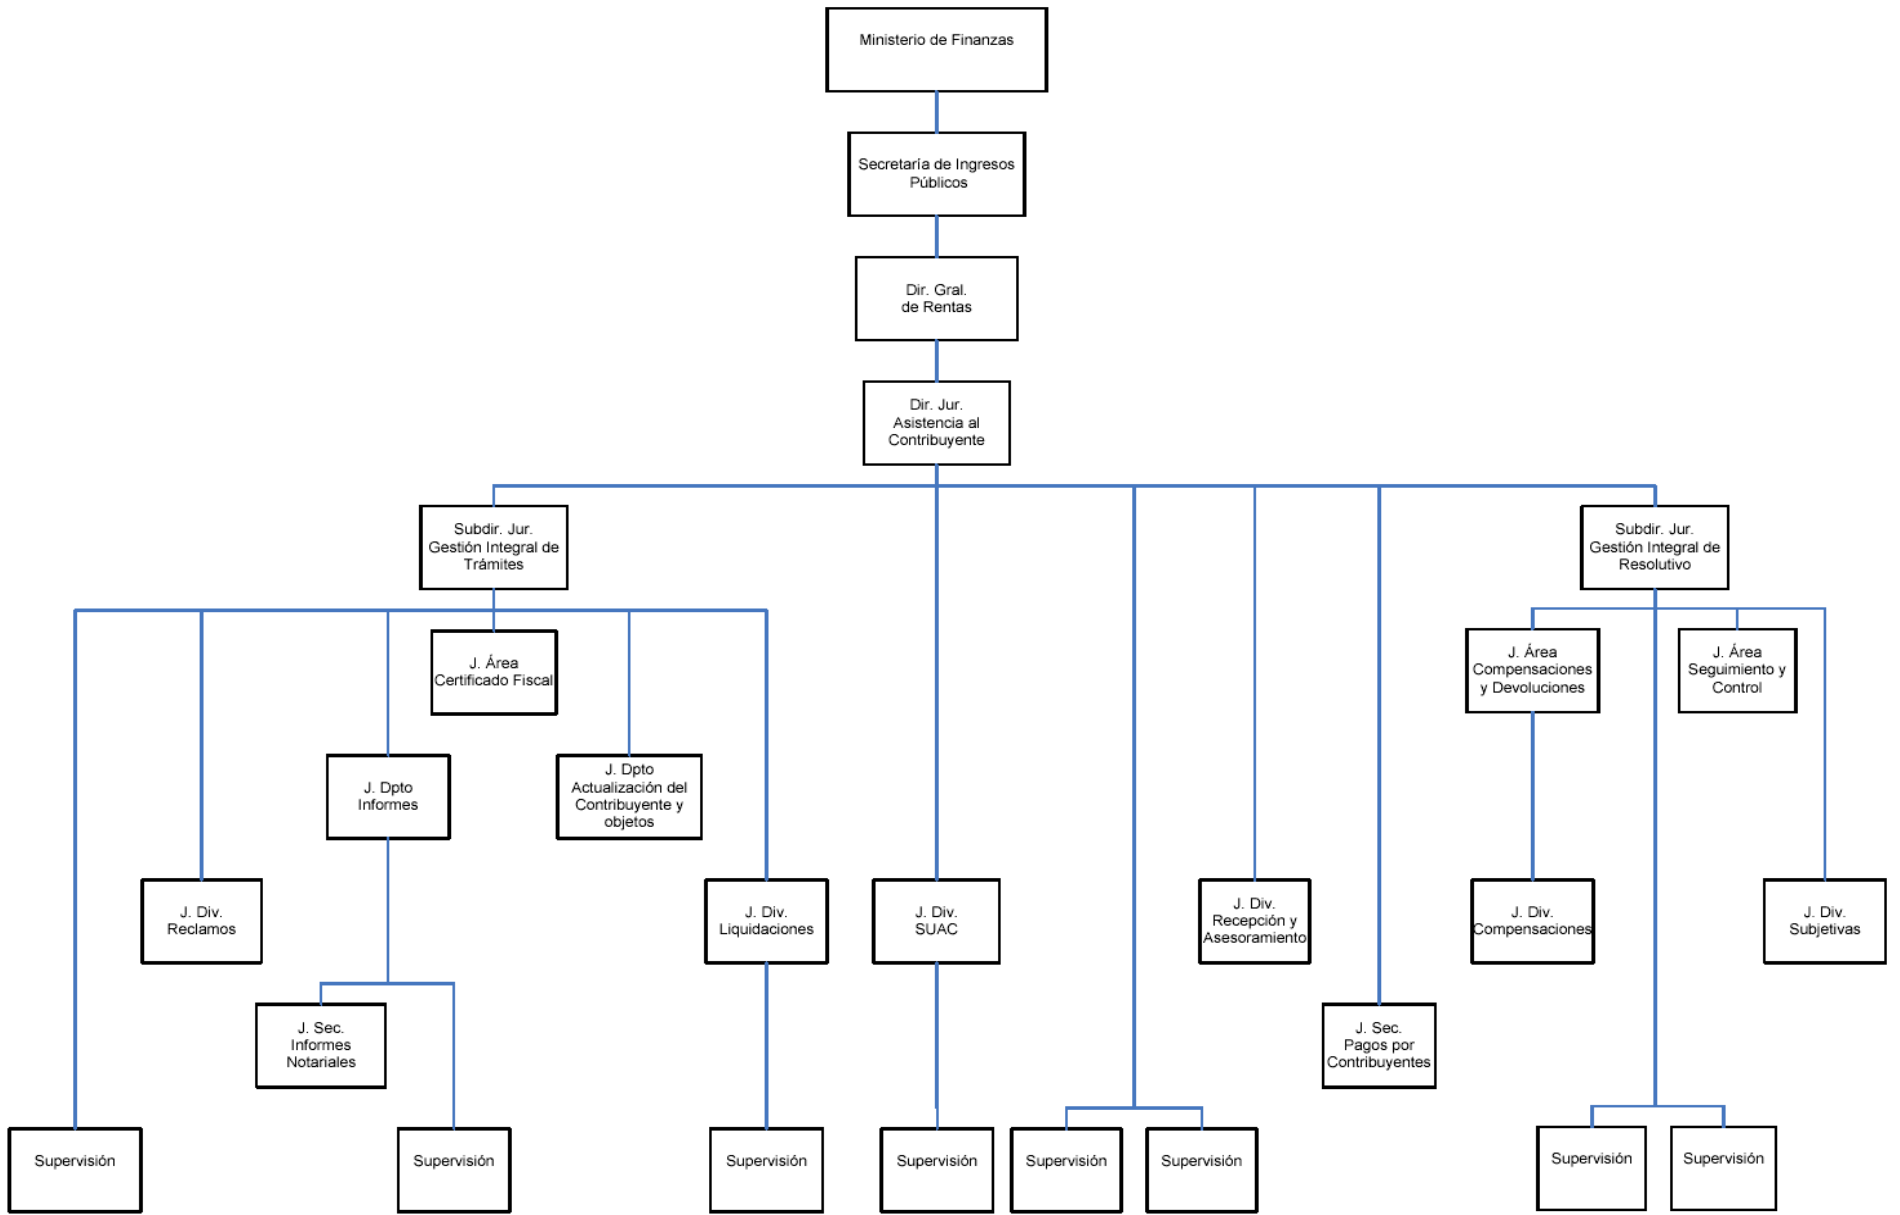 Ministerio de Finanzas
Secretaría de Ingresos
Públicos
Dir. Gral.
de Rentas
Dir. Jur.
Asistencia al
Contribuyente
Subdir. Jur.
Gestión Integral de
Trámites
Subdir. Jur.
Gestión Integral de
Resolutivo
J. Área
Certificado Fiscal
J. Área
Compensaciones
y Devoluciones
J. Área
Seguimiento y
Control
J. Dpto
Informes
J. Dpto
Actualización del
Contribuyente y
objetos
J. Div.
Reclamos
J. Div.
Liquidaciones
J. Div.
SUAC
J. Div.
Recepción y
Asesoramiento
J. Div.
Compensaciones
J. Div.
Subjetivas
J. Sec.
Informes
Notariales
J. Sec.
Pagos por
Contribuyentes
Supervisión
Supervisión
Supervisión
Supervisión
Supervisión
Supervisión
Supervisión
Supervisión